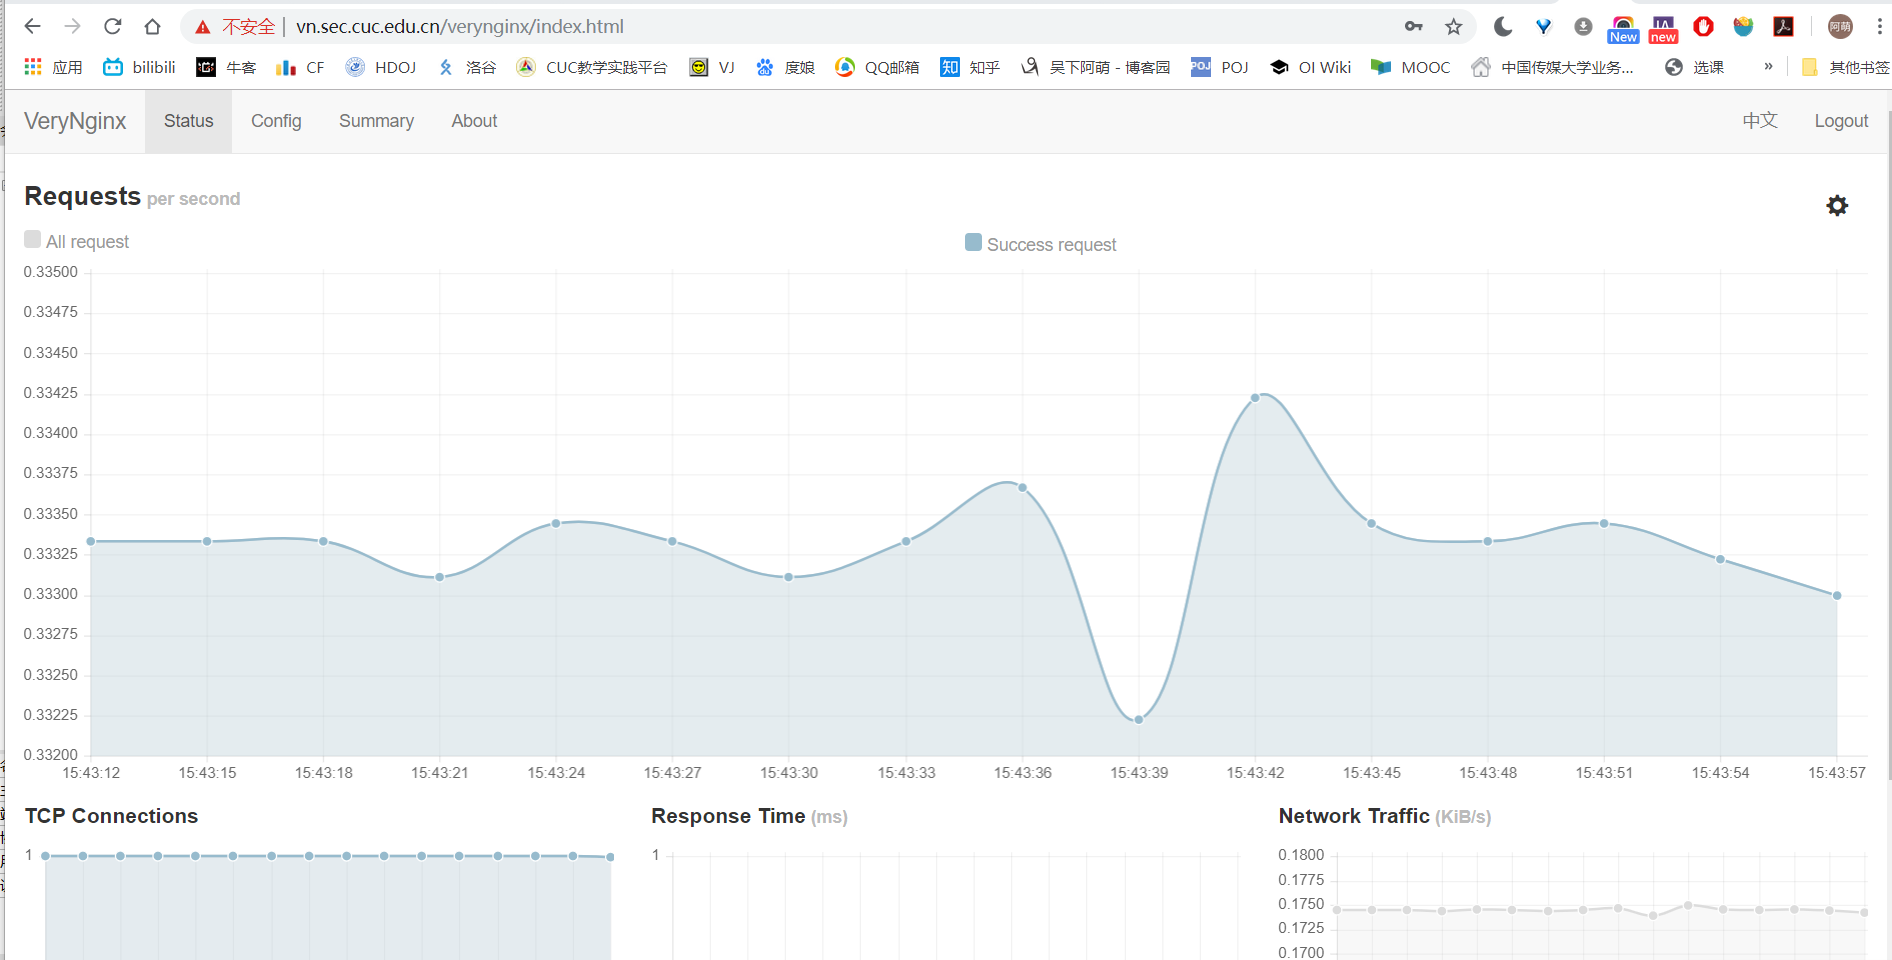 不安全 | vn.sec.cuc.edu.cn/verynginx/index.html
New
new
阿萌
应用 bilibili 牛客 CF HDOJ 洛谷 CUC教学实践平台 VJ 度娘 QQ邮箱 知 知乎 吴下阿萌 - 博客园 POJ POJ OI Wiki MOOC 中国传媒大学业务... 选课 » 其他书签
VeryNginx Status Config Summary About 中文 Logout
Requests per second
All request Success request
0.33500
0.33475
0.33450
0.33425
0.33400
0.33375
0.33350
0.33325
0.33300
0.33275
0.33250
0.33225
0.33200
15:43:12 15:43:15 15:43:18 15:43:21 15:43:24 15:43:27 15:43:30 15:43:33 15:43:36 15:43:39 15:43:42 15:43:45 15:43:48 15:43:51 15:43:54 15:43:57
TCP Connections Response Time (ms) Network Traffic (KiB/s)
1 1 0.1800
0.1775
0.1750
0.1725
0.1700